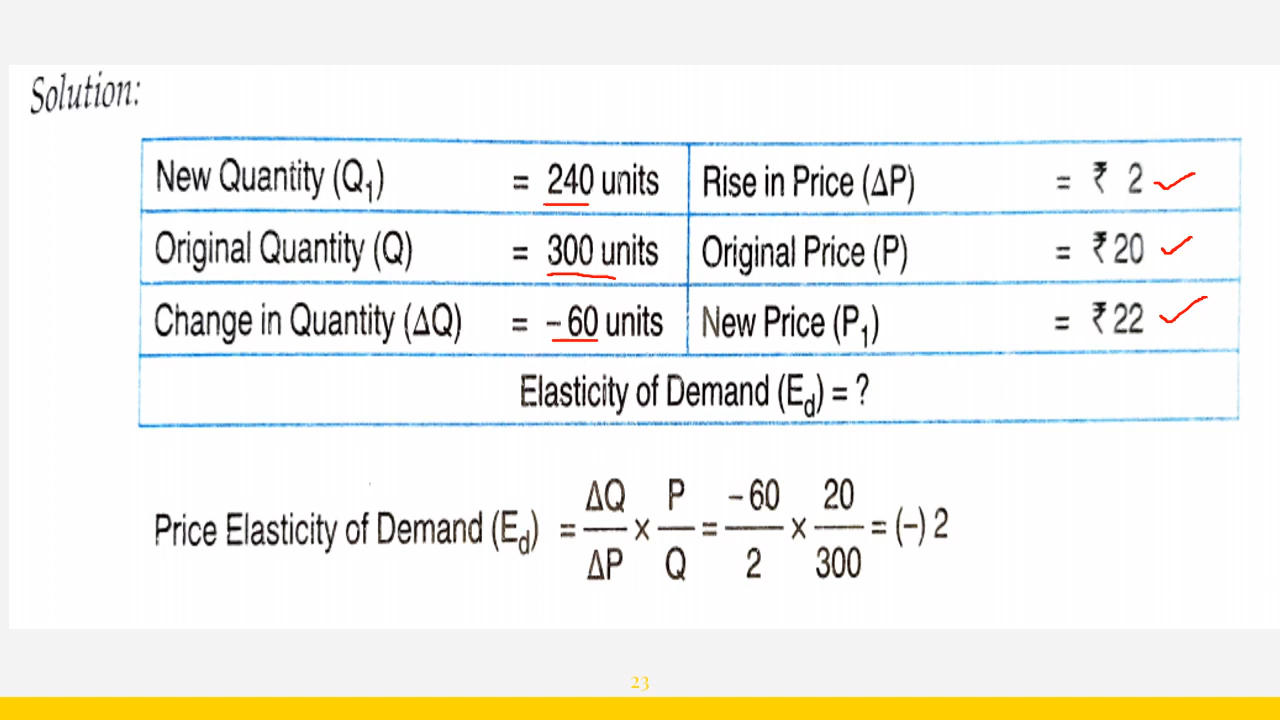 Solution:
New Quantity (Q₁) = 240 units Rise in Price (ΔP) = ₹ 2
Original Quantity (Q) = 300 units Original Price (P) = ₹ 20
Change in Quantity (ΔQ) = – 60 units New Price (P₁) = ₹ 22
Elasticity of Demand (E_d) = ?
Price Elasticity of Demand (E_d) = ΔQ/ΔP × P/Q = – 60/2 × 20/300 = (–) 2
23